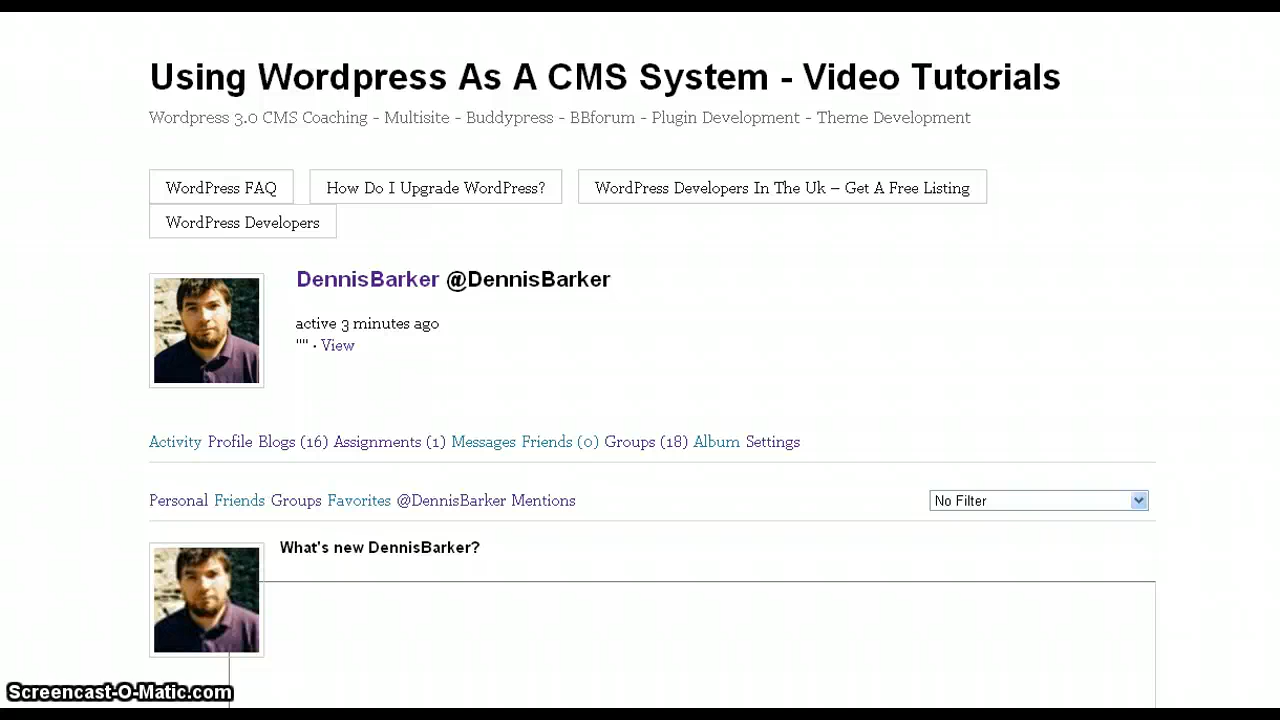 Using Wordpress As A CMS System - Video Tutorials
Wordpress 3.0 CMS Coaching - Multisite - Buddypress - BBforum - Plugin Development - Theme Development
WordPress FAQ How Do I Upgrade WordPress? WordPress Developers In The Uk – Get A Free Listing
WordPress Developers
DennisBarker @DennisBarker
active 3 minutes ago
"" · View
Activity Profile Blogs (16) Assignments (1) Messages Friends (0) Groups (18) Album Settings
Personal Friends Groups Favorites @DennisBarker Mentions No Filter
What's new DennisBarker?
Screencast-O-Matic.com